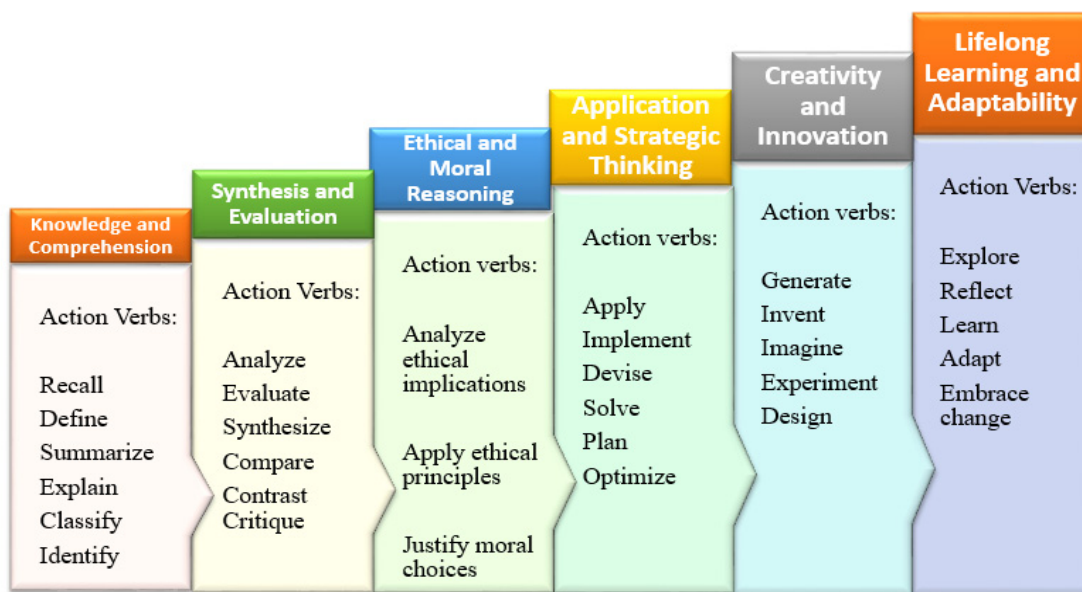 Knowledge and
Comprehension
Action Verbs:
Recall
Define
Summarize
Explain
Classify
Identify
Synthesis and
Evaluation
Action Verbs:
Analyze
Evaluate
Synthesize
Compare
Contrast
Critique
Ethical and
Moral
Reasoning
Action verbs:
Analyze
ethical
implications
Apply ethical
principles
Justify moral
choices
Application
and Strategic
Thinking
Action verbs:
Apply
Implement
Devise
Solve
Plan
Optimize
Creativity
and
Innovation
Action verbs:
Generate
Invent
Imagine
Experiment
Design
Lifelong
Learning and
Adaptability
Action Verbs:
Explore
Reflect
Learn
Adapt
Embrace
change